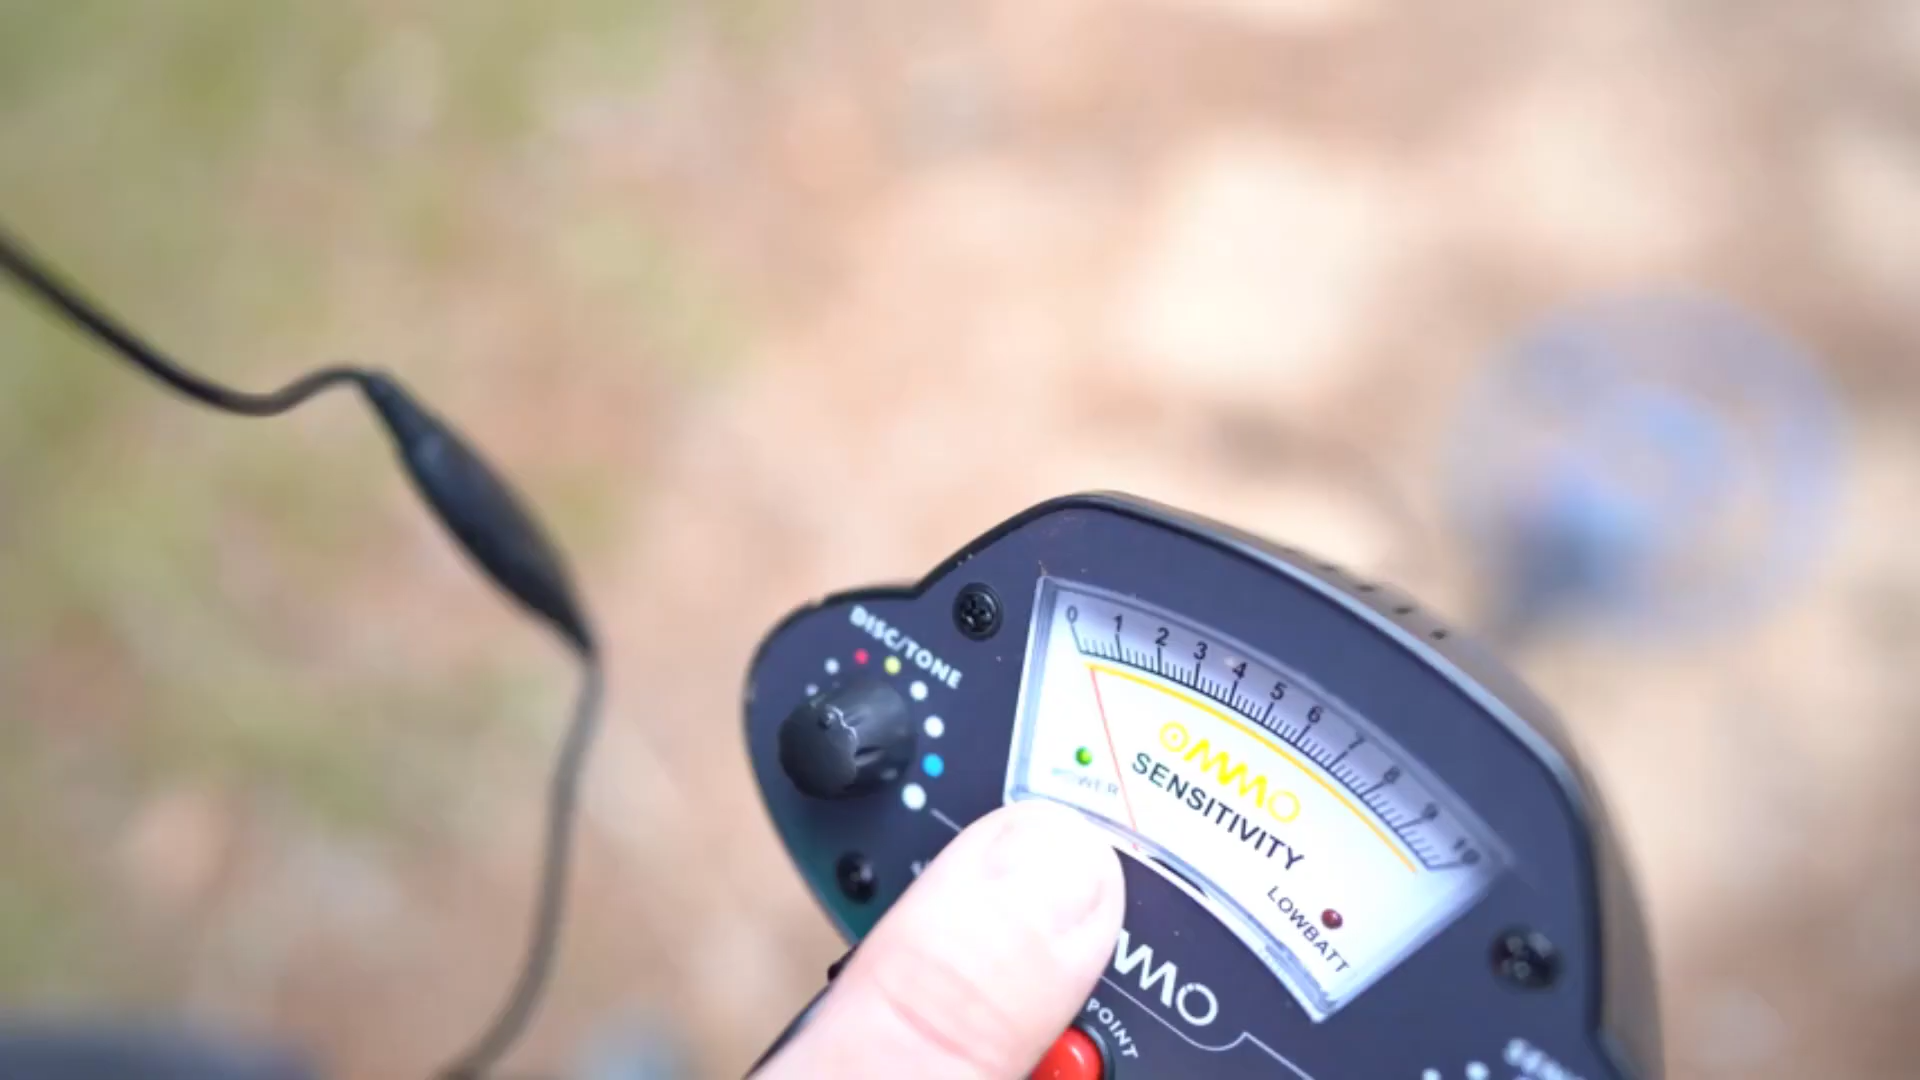 DISC/TONE
0 1 2 3 4 5 6 7 8 9 10
OMMO
SENSITIVITY
POWER
LOWBATT
MMO
POINT